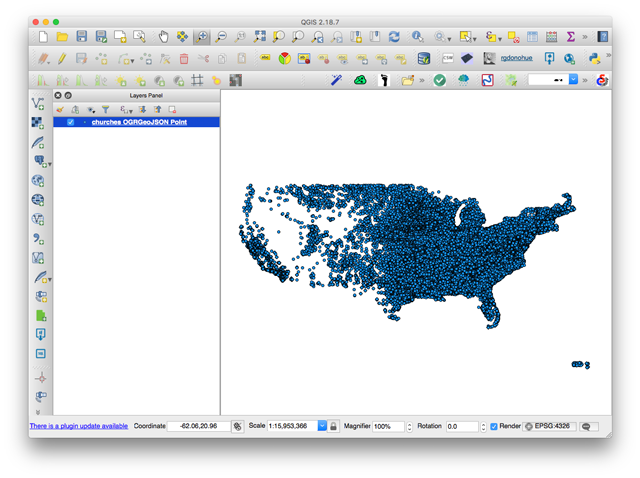 QGIS 2.18.7
CSW
rgdonohue
Layers Panel
churches OGRGeoJSON Point
There is a plugin update available
Coordinate
-62.06,20.96
Scale
1:15,953,366
Magnifier
100%
Rotation
0.0
Render
EPSG:4326